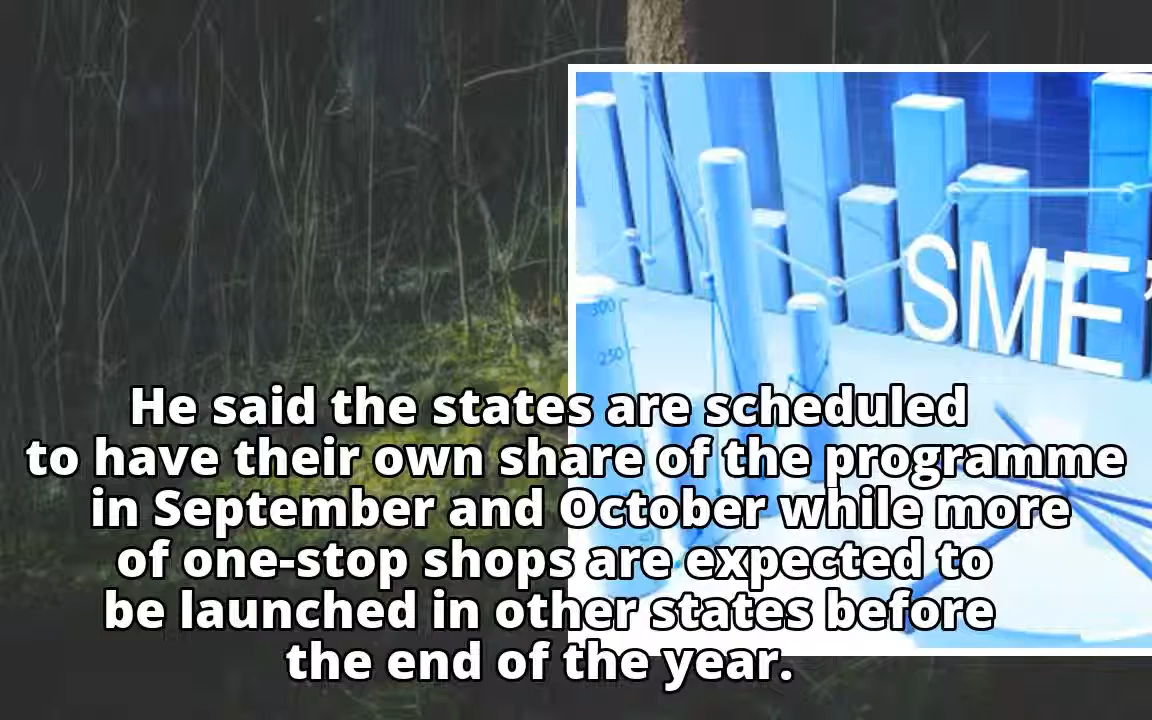 300
250
SME'
He said the states are scheduled
to have their own share of the programme
in September and October while more
of one-stop shops are expected to
be launched in other states before
the end of the year.